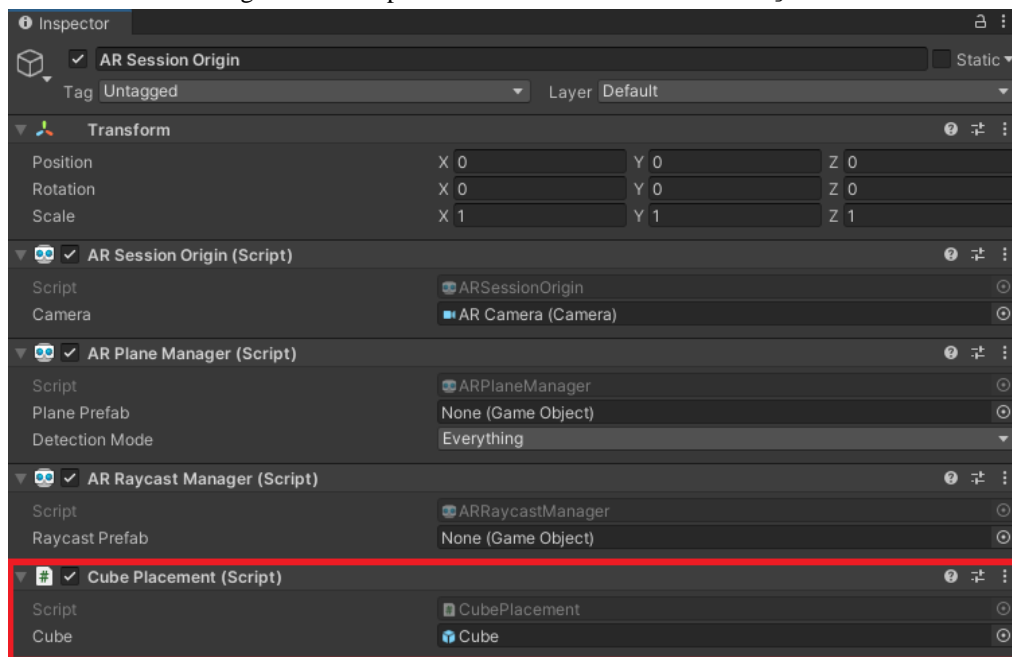 Inspector
AR Session Origin Static
Tag Untagged Layer Default
Transform
Position X 0 Y 0 Z 0
Rotation X 0 Y 0 Z 0
Scale X 1 Y 1 Z 1
AR Session Origin (Script)
Script ARSessionOrigin
Camera AR Camera (Camera)
AR Plane Manager (Script)
Script ARPlaneManager
Plane Prefab None (Game Object)
Detection Mode Everything
AR Raycast Manager (Script)
Script ARRaycastManager
Raycast Prefab None (Game Object)
# Cube Placement (Script)
Script CubePlacement
Cube Cube